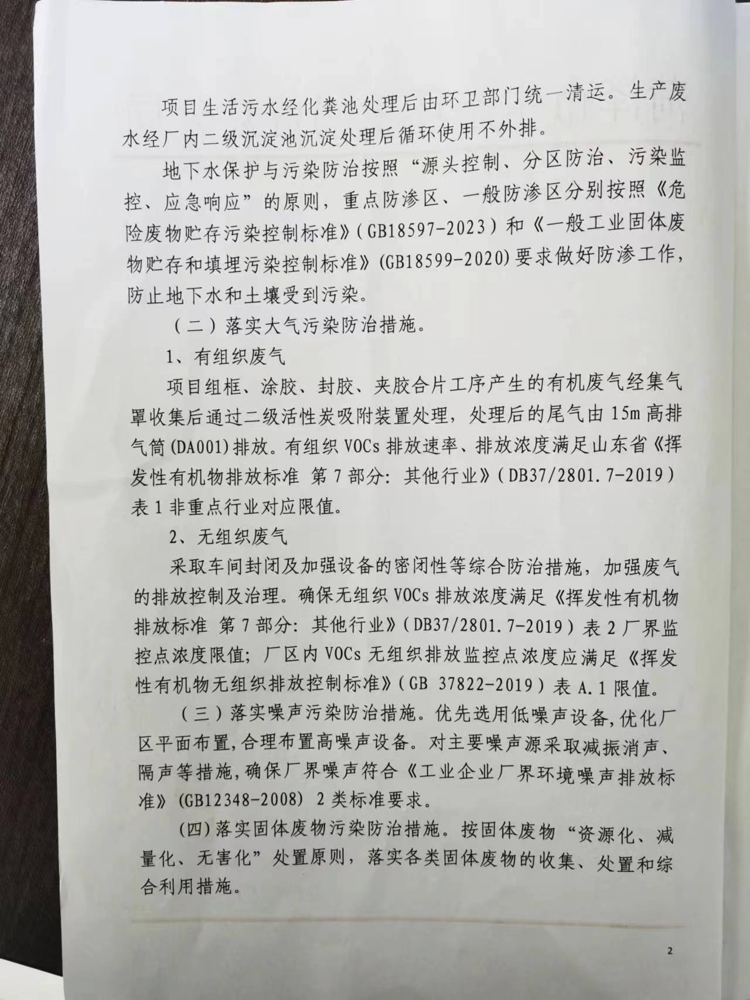 项目生活污水经化粪池处理后由环卫部门统一清运。生产废
水经厂内二级沉淀池沉淀处理后循环使用不外排。
地下水保护与污染防治按照“源头控制、分区防治、污染监
控、应急响应”的原则，重点防渗区、一般防渗区分别按照《危
险废物贮存污染控制标准》(GB18597-2023)和《一般工业固体废
物贮存和填埋污染控制标准》(GB18599-2020)要求做好防渗工作，
防止地下水和土壤受到污染。
（二）落实大气污染防治措施。
1、有组织废气
项目组框、涂胶、封胶、夹胶合片工序产生的有机废气经集气
罩收集后通过二级活性炭吸附装置处理，处理后的尾气由15m高排
气筒(DA001)排放。有组织VOCs排放速率、排放浓度满足山东省《挥
发性有机物排放标准 第7部分：其他行业》（DB37/2801.7-2019）
表1非重点行业对应限值。
2、无组织废气
采取车间封闭及加强设备的密闭性等综合防治措施，加强废气
的排放控制及治理。确保无组织VOCs排放浓度满足《挥发性有机物
排放标准 第7部分：其他行业》（DB37/2801.7-2019）表2厂界监
控点浓度限值；厂区内VOCs无组织排放监控点浓度应满足《挥发
性有机物无组织排放控制标准》（GB 37822-2019）表A.1限值。
（三）落实噪声污染防治措施。优先选用低噪声设备,优化厂
区平面布置,合理布置高噪声设备。对主要噪声源采取减振消声、
隔声等措施,确保厂界噪声符合《工业企业厂界环境噪声排放标
准》(GB12348-2008) 2类标准要求。
(四)落实固体废物污染防治措施。按固体废物“资源化、减
量化、无害化”处置原则，落实各类固体废物的收集、处置和综
合利用措施。
2